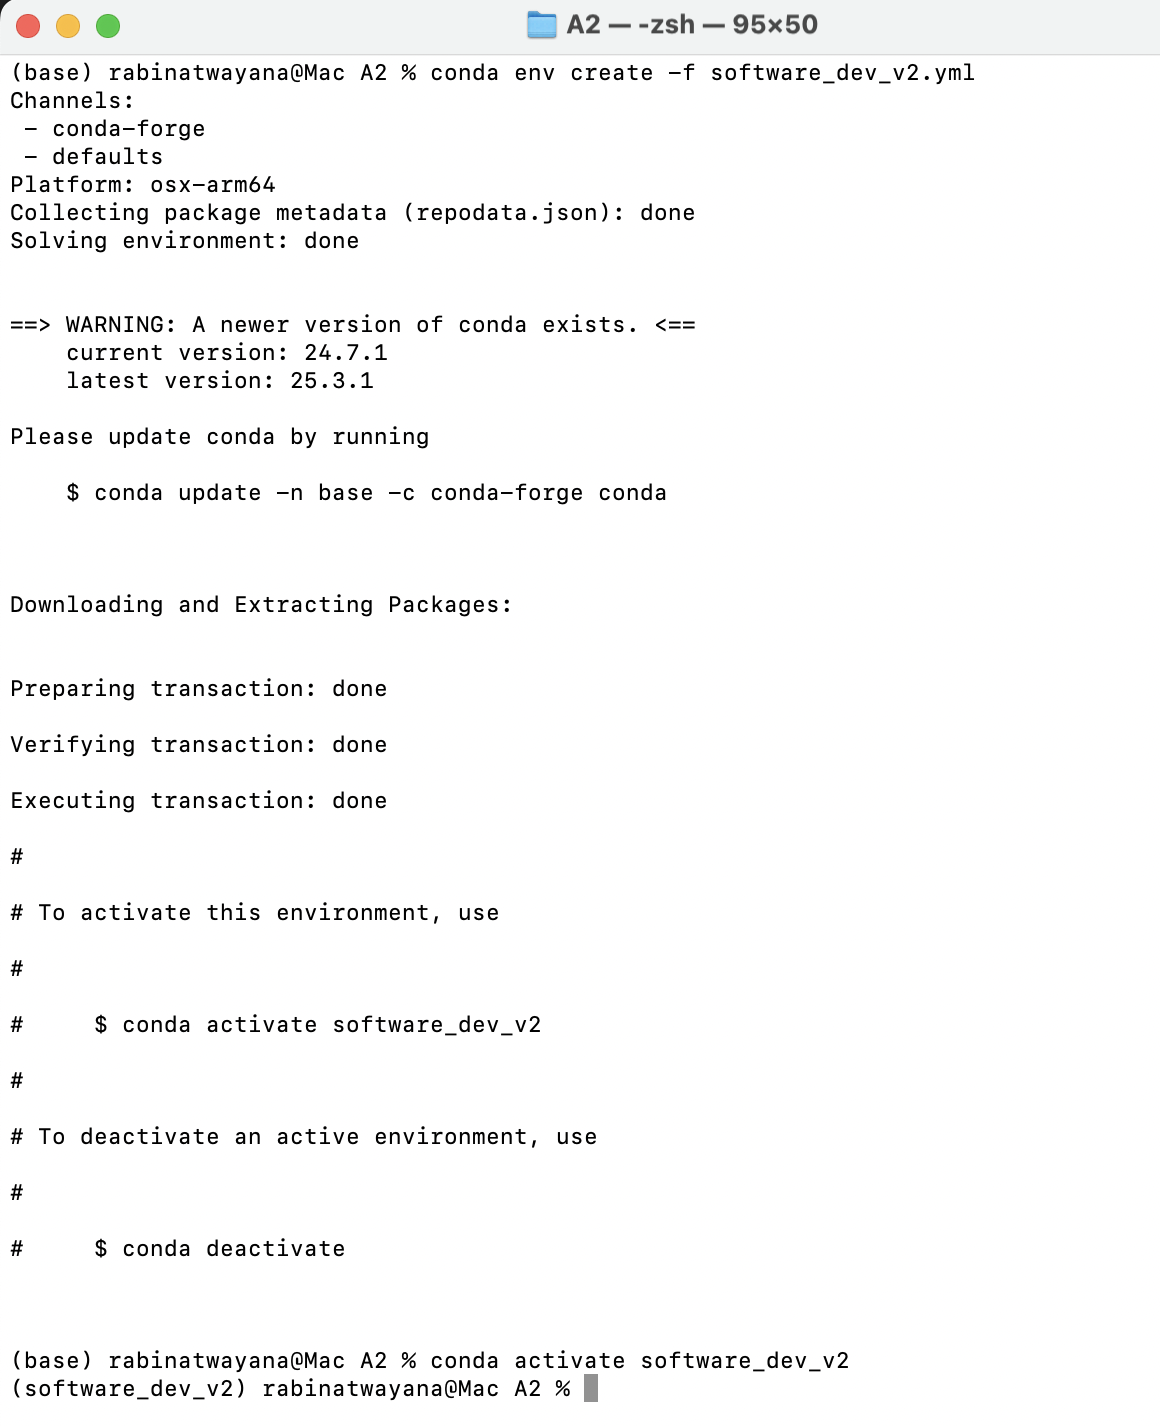 A2 — -zsh — 95×50
(base) rabinatwayana@Mac A2 % conda env create -f software_dev_v2.yml
Channels:
 - conda-forge
 - defaults
Platform: osx-arm64
Collecting package metadata (repodata.json): done
Solving environment: done
==> WARNING: A newer version of conda exists. <==
    current version: 24.7.1
    latest version: 25.3.1
Please update conda by running
    $ conda update -n base -c conda-forge conda
Downloading and Extracting Packages:
Preparing transaction: done
Verifying transaction: done
Executing transaction: done
#
# To activate this environment, use
#
#     $ conda activate software_dev_v2
#
# To deactivate an active environment, use
#
#     $ conda deactivate
(base) rabinatwayana@Mac A2 % conda activate software_dev_v2
(software_dev_v2) rabinatwayana@Mac A2 %